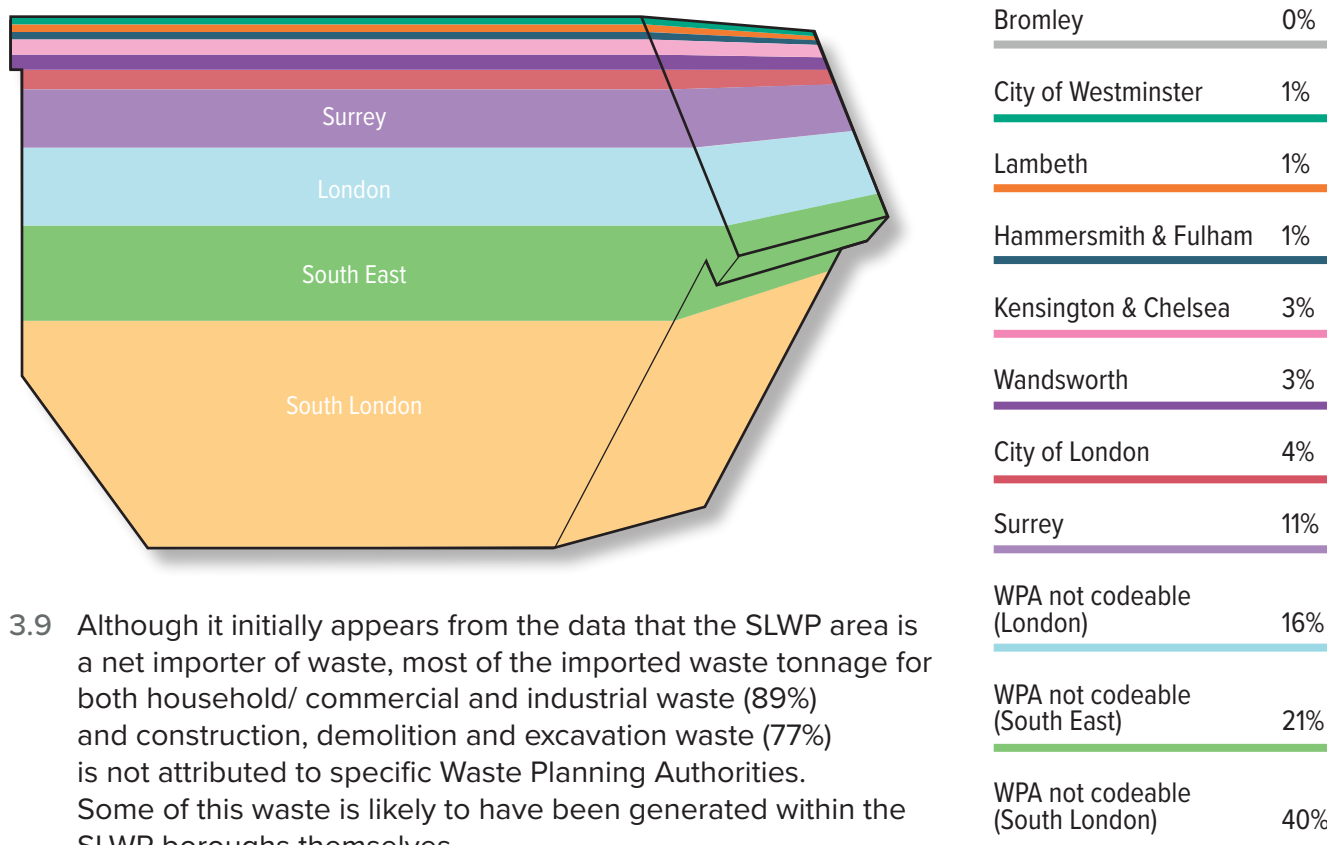 Surrey
London
South East
South London
Bromley 0%
City of Westminster 1%
Lambeth 1%
Hammersmith & Fulham 1%
Kensington & Chelsea 3%
Wandsworth 3%
City of London 4%
Surrey 11%
WPA not codeable
(London) 16%
WPA not codeable
(South East) 21%
WPA not codeable
(South London) 40%
3.9 Although it initially appears from the data that the SLWP area is
a net importer of waste, most of the imported waste tonnage for
both household/ commercial and industrial waste (89%)
and construction, demolition and excavation waste (77%)
is not attributed to specific Waste Planning Authorities.
Some of this waste is likely to have been generated within the
SLWP boroughs themselves